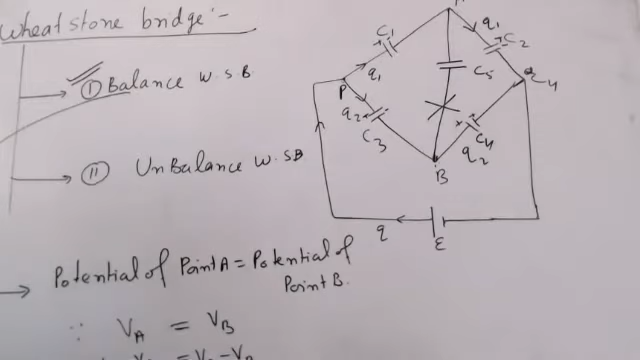 Wheatstone bridge:-
① Balance W.S.B
⑪ UnBalance W.SB
C1
q1
C2
q1
P
C5
q2
C3
C4
q2
B
q
E
→ Potential of Point A = Potential of Point B.
∵ VA = VB